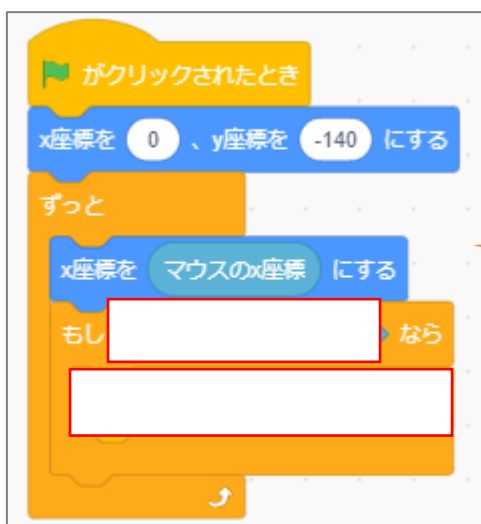 がクリックされたとき
x座標を 0 、y座標を -140 にする
ずっと
x座標を マウスのx座標 にする
もし なら